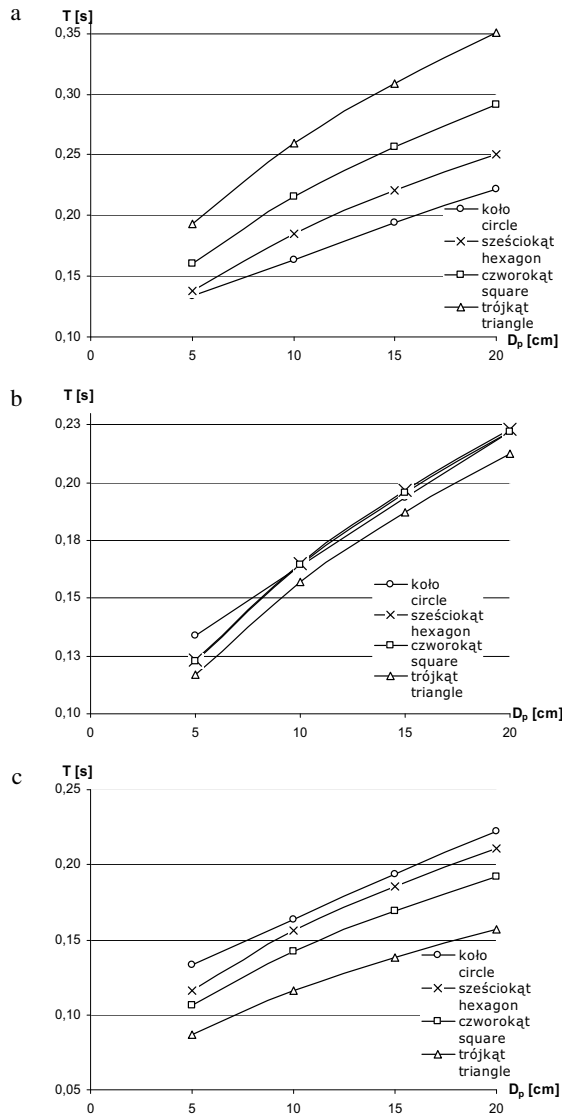 a
T [s]
0,35
0,30
0,25
0,20
0,15
0,10
koło
circle
sześciokąt
hexagon
czworokąt
square
trójkąt
triangle
0 5 10 15 20
Dp [cm]
b
T [s]
0,23
0,20
0,18
0,15
0,13
0,10
koło
circle
sześciokąt
hexagon
czworokąt
square
trójkąt
triangle
0 5 10 15 20
Dp [cm]
c
T [s]
0,25
0,20
0,15
0,10
0,05
koło
circle
sześciokąt
hexagon
czworokąt
square
trójkąt
triangle
0 5 10 15 20
Dp [cm]